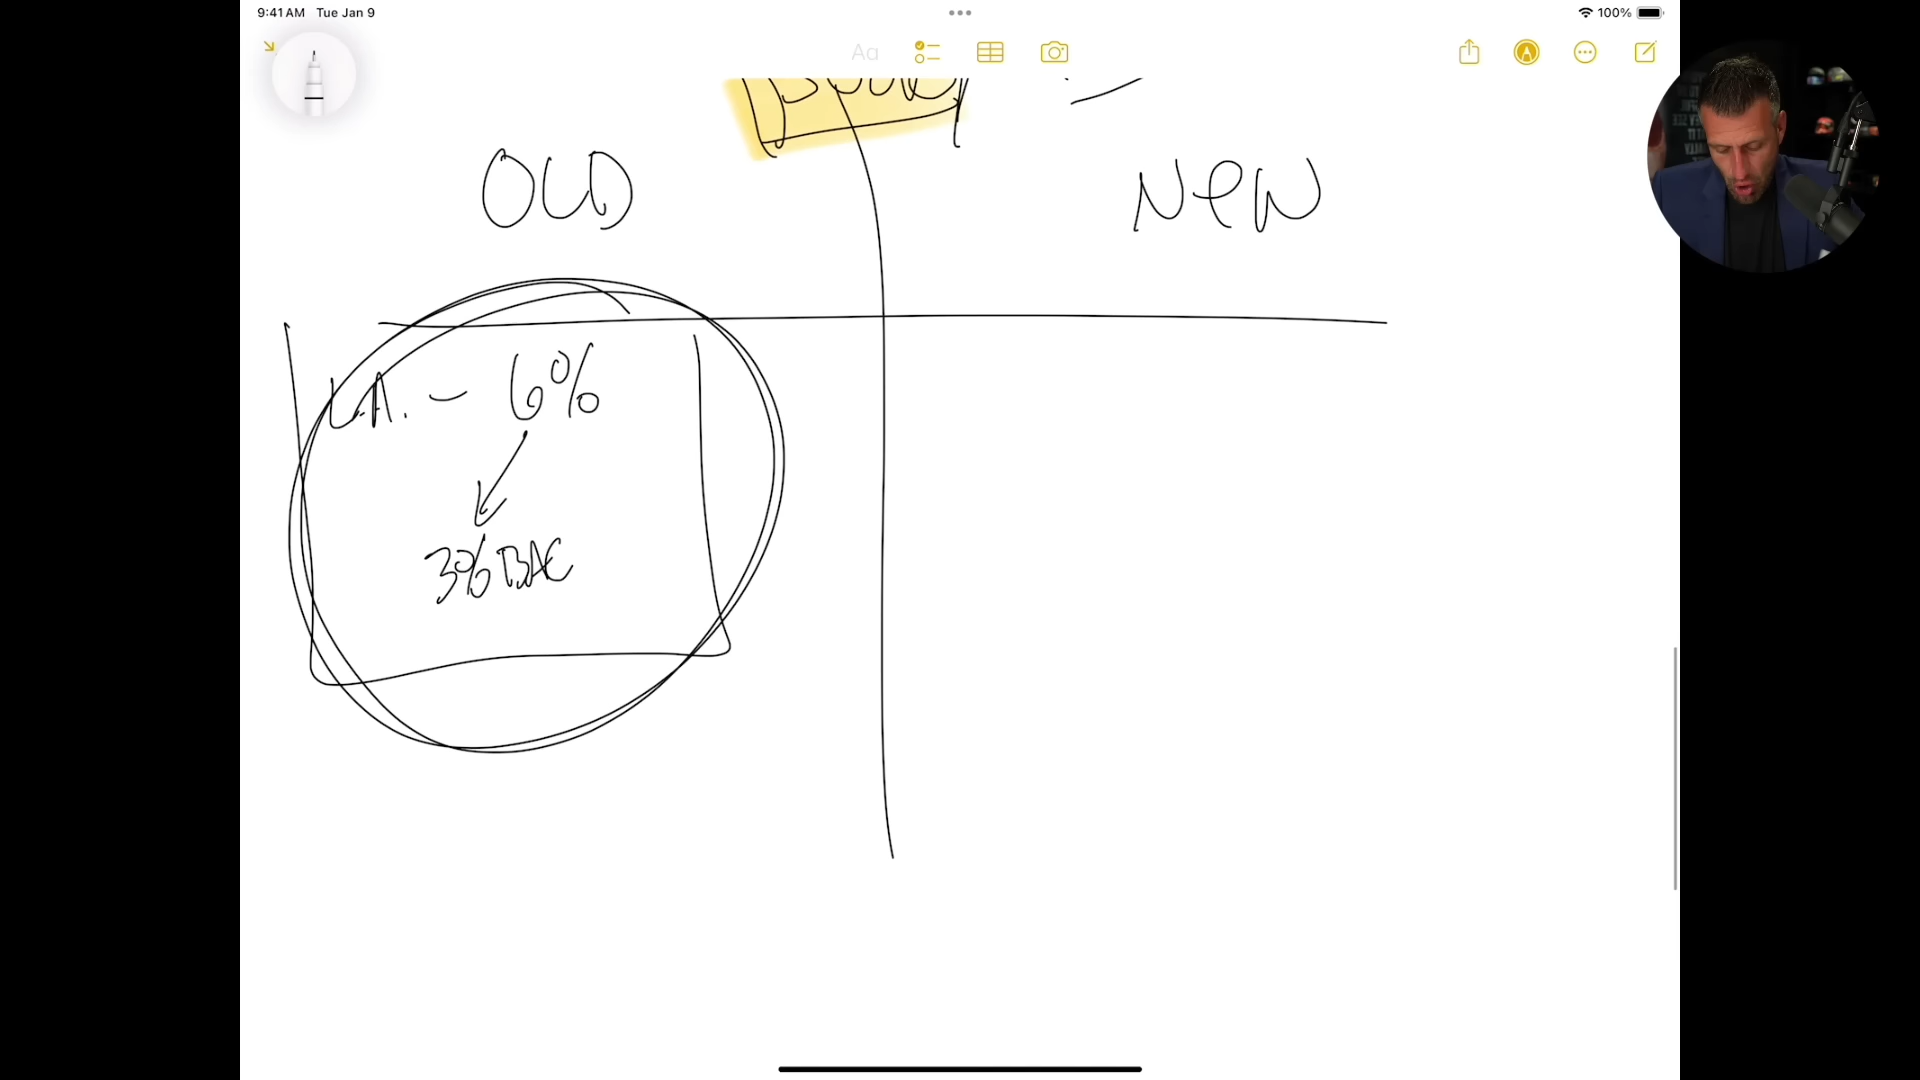 9:41 AM Tue Jan 9
100%
Aa
OLD
New
L.A. - 6%
3% BAC